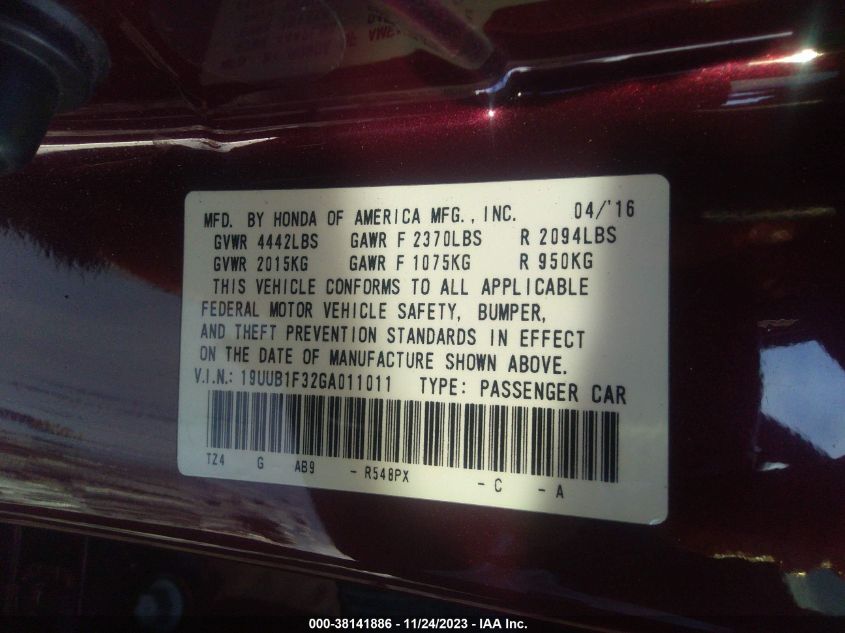 MFD. BY HONDA OF AMERICA MFG., INC. 04/'16
GVWR 4442LBS GAWR F 2370LBS R 2094LBS
GVWR 2015KG GAWR F 1075KG R 950KG
THIS VEHICLE CONFORMS TO ALL APPLICABLE
FEDERAL MOTOR VEHICLE SAFETY, BUMPER,
AND THEFT PREVENTION STANDARDS IN EFFECT
ON THE DATE OF MANUFACTURE SHOWN ABOVE.
V.I.N.: 19UUB1F32GA011011 TYPE: PASSENGER CAR
TZ4 G AB9 - R548PX - C - A
000-38141886 - 11/24/2023 - IAA Inc.